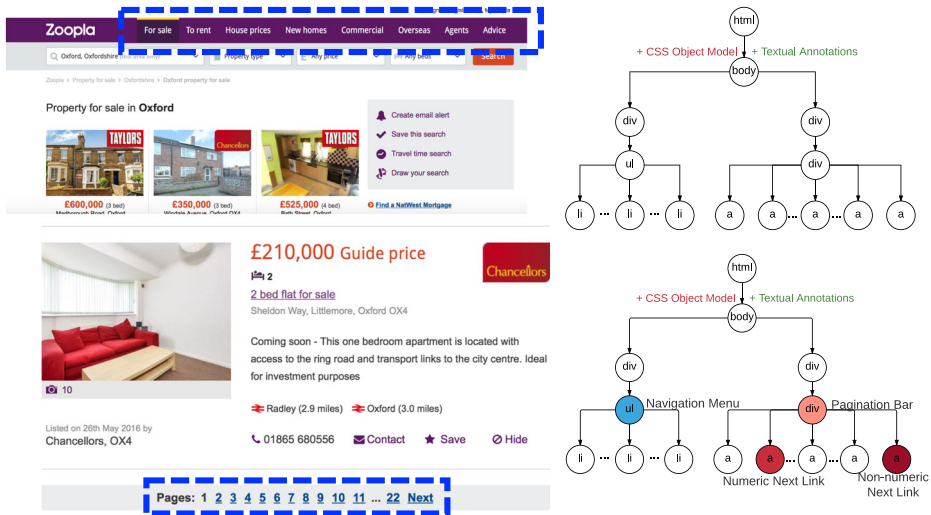 Zoopla
For sale To rent House prices New homes Commercial Overseas Agents Advice
Oxford, Oxfordshire Property type Any price Any beds Search
Zoopla > Property for sale > Oxfordshire > Oxford property for sale
Property for sale in Oxford
Create email alert
Save this search
Travel time search
Draw your search
TAYLORS Chancellors TAYLORS
£600,000 (3 bed) £350,000 (3 bed) £525,000 (4 bed)
Find a NatWest Mortgage
£210,000 Guide price
Chancellors
2
2 bed flat for sale
Sheldon Way, Littlemore, Oxford OX4
Coming soon - This one bedroom apartment is located with
access to the ring road and transport links to the city centre. Ideal
for investment purposes
10
Radley (2.9 miles) Oxford (3.0 miles)
Listed on 26th May 2016 by
Chancellors, OX4
01865 680556 Contact Save Hide
Pages: 1 2 3 4 5 6 7 8 9 10 11 ... 22 Next
html
+ CSS Object Model + Textual Annotations
body
div div
ul div
li ... li ... li a a ... a ... a a
html
+ CSS Object Model + Textual Annotations
body
div div
ul Navigation Menu div Pagination Bar
li ... li ... li a a ... a ... a a
Numeric Next Link Non-numeric
Next Link